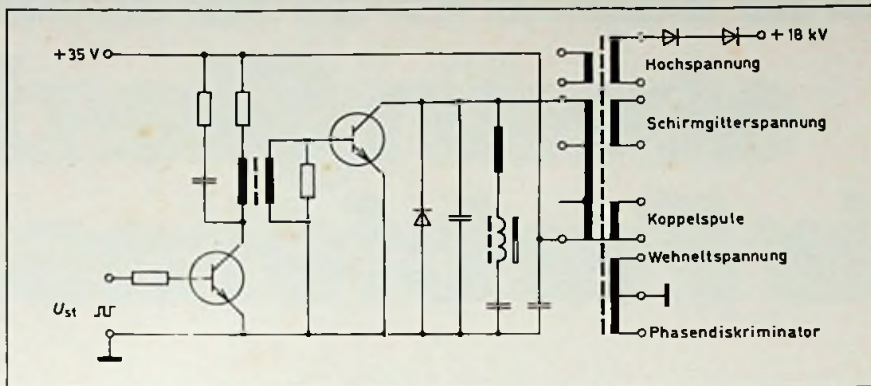 +35 V
+ 18 kV
Hochspannung
Schirmgitterspannung
Koppelspule
Wehneltspannung
Ust
Phasendiskriminator